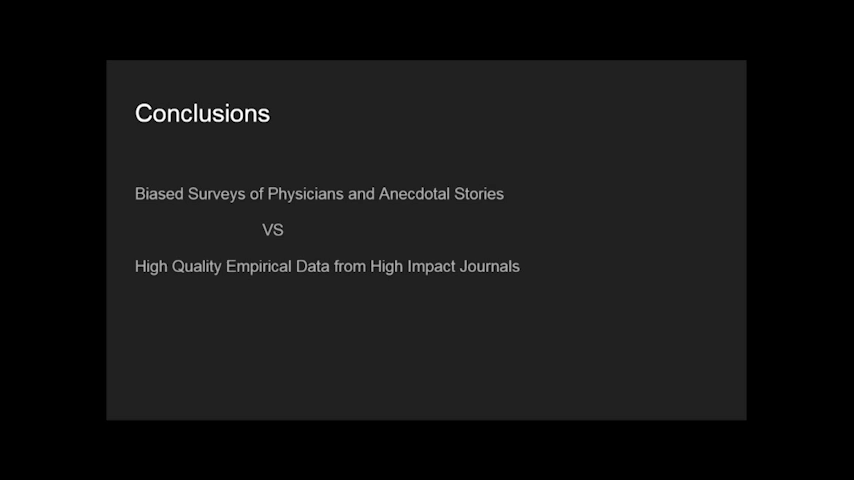 Conclusions
Biased Surveys of Physicians and Anecdotal Stories
VS
High Quality Empirical Data from High Impact Journals